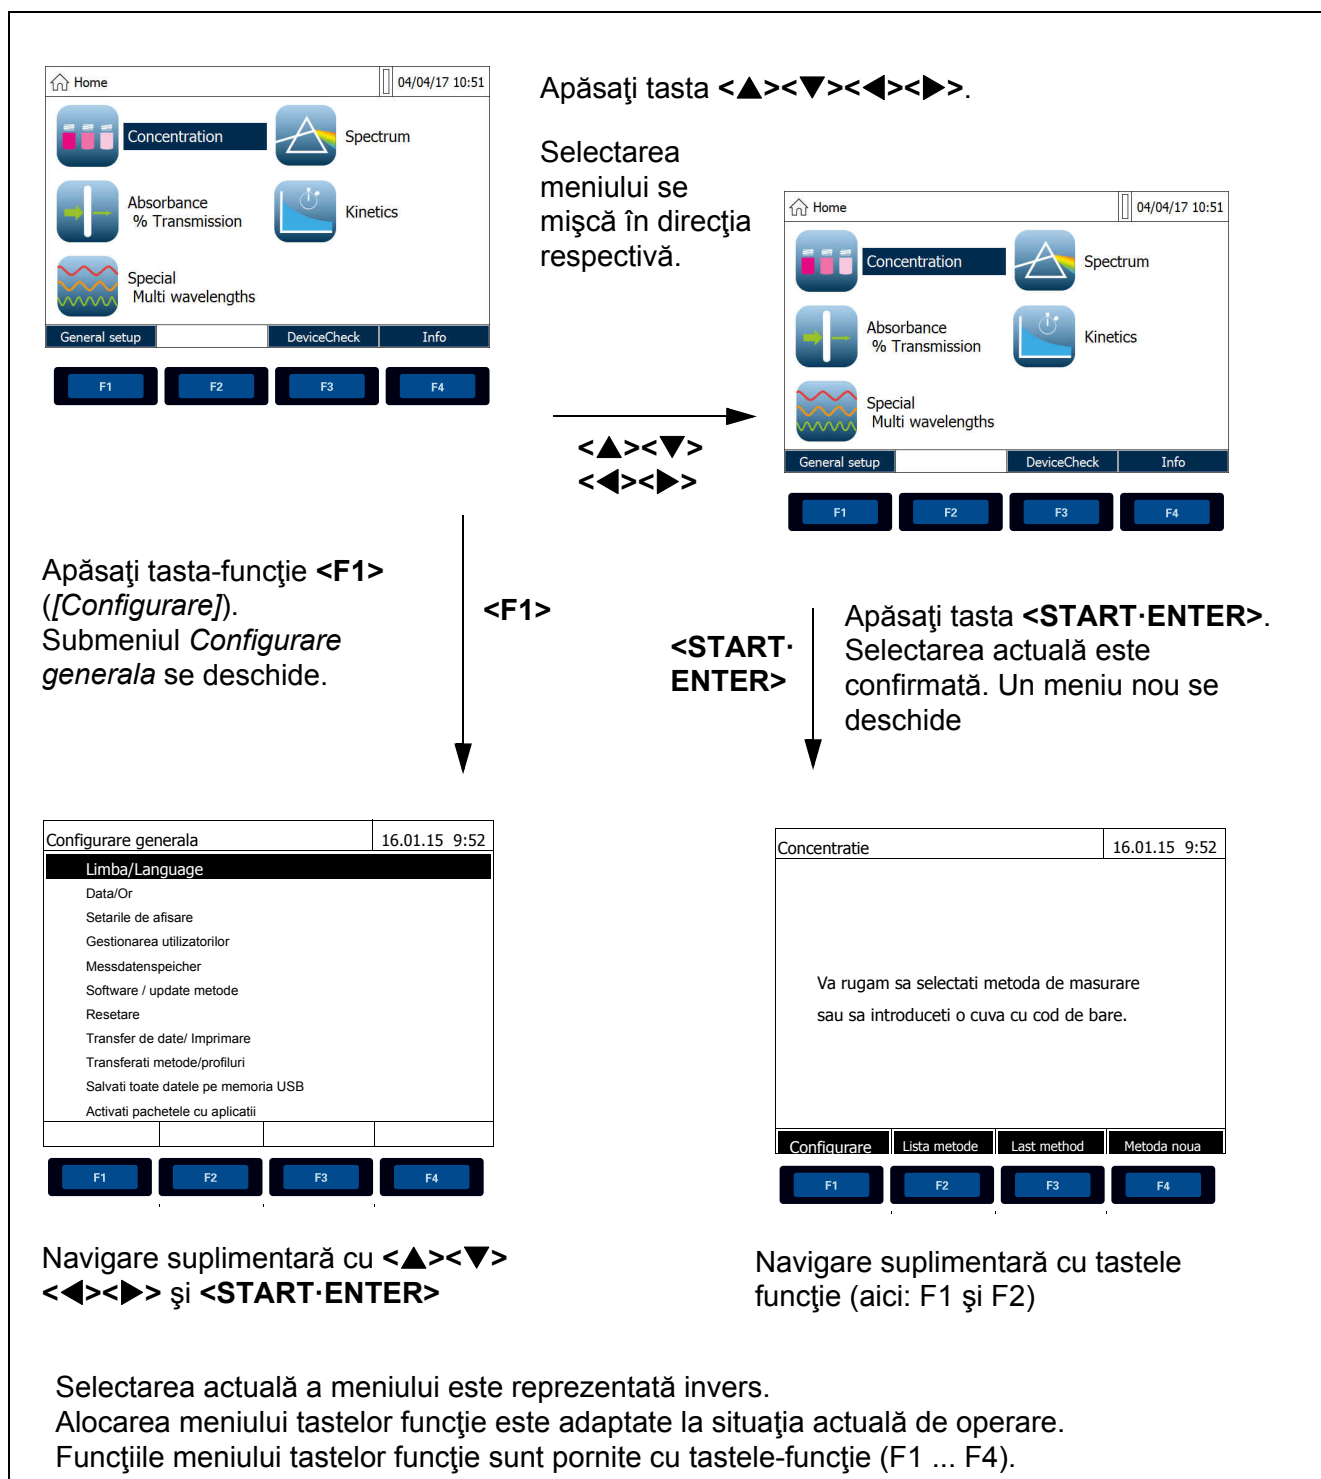 Home 04/04/17 10:51
Concentration Spectrum
Absorbance
% Transmission
Kinetics
Special
Multi wavelengths
General setup DeviceCheck Info
F1 F2 F3 F4
Apăsaţi tasta <▲><▼><◀><▶>.
Selectarea
meniului se
mişcă în direcţia
respectivă.
<▲><▼>
<◀><▶>
Home 04/04/17 10:51
Concentration Spectrum
Absorbance
% Transmission
Kinetics
Special
Multi wavelengths
General setup DeviceCheck Info
F1 F2 F3 F4
Apăsaţi tasta-funcţie <F1>
([Configurare]).
Submeniul Configurare
generala se deschide.
<F1>
<START·
ENTER>
Apăsaţi tasta <START·ENTER>.
Selectarea actuală este
confirmată. Un meniu nou se
deschide
Configurare generala 16.01.15 9:52
Limba/Language
Data/Or
Setarile de afisare
Gestionarea utilizatorilor
Messdatenspeicher
Software / update metode
Resetare
Transfer de date/ Imprimare
Transferati metode/profiluri
Salvati toate datele pe memoria USB
Activati pachetele cu aplicatii
F1 F2 F3 F4
Concentratie 16.01.15 9:52
Va rugam sa selectati metoda de masurare
sau sa introduceti o cuva cu cod de bare.
Configurare Lista metode Last method Metoda noua
F1 F2 F3 F4
Navigare suplimentară cu <▲><▼>
<◀><▶> şi <START·ENTER>
Navigare suplimentară cu tastele
funcţie (aici: F1 şi F2)
Selectarea actuală a meniului este reprezentată invers.
Alocarea meniului tastelor funcţie este adaptate la situaţia actuală de operare.
Funcţiile meniului tastelor funcţie sunt pornite cu tastele-funcţie (F1 ... F4).